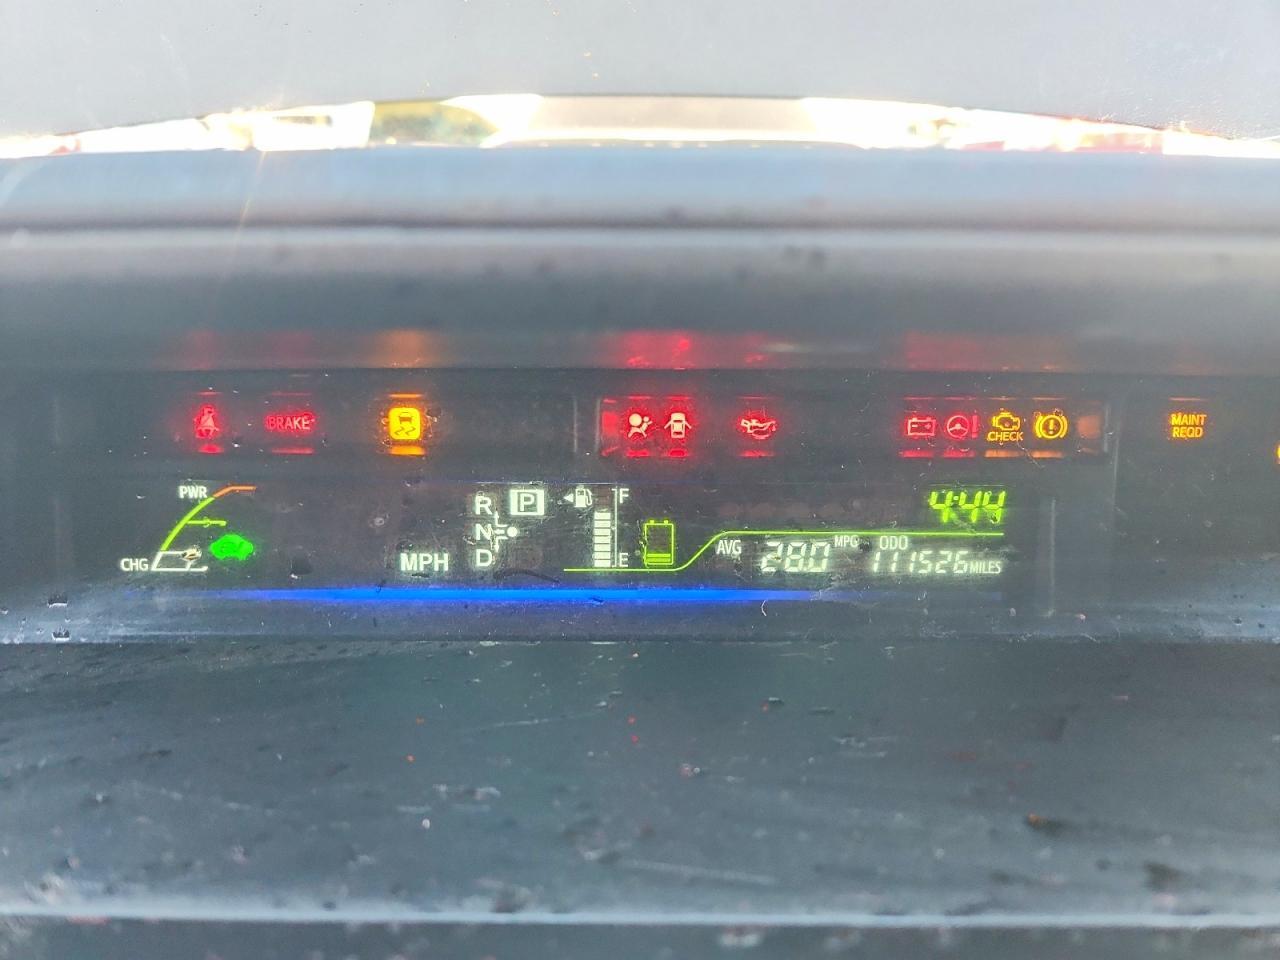 BRAKE
CHECK
MAINT
REQD
PWR
CHG
MPH
R
N
D
P
F
E
4:44
AVG 28.0 MPG
ODO
111526 MILES